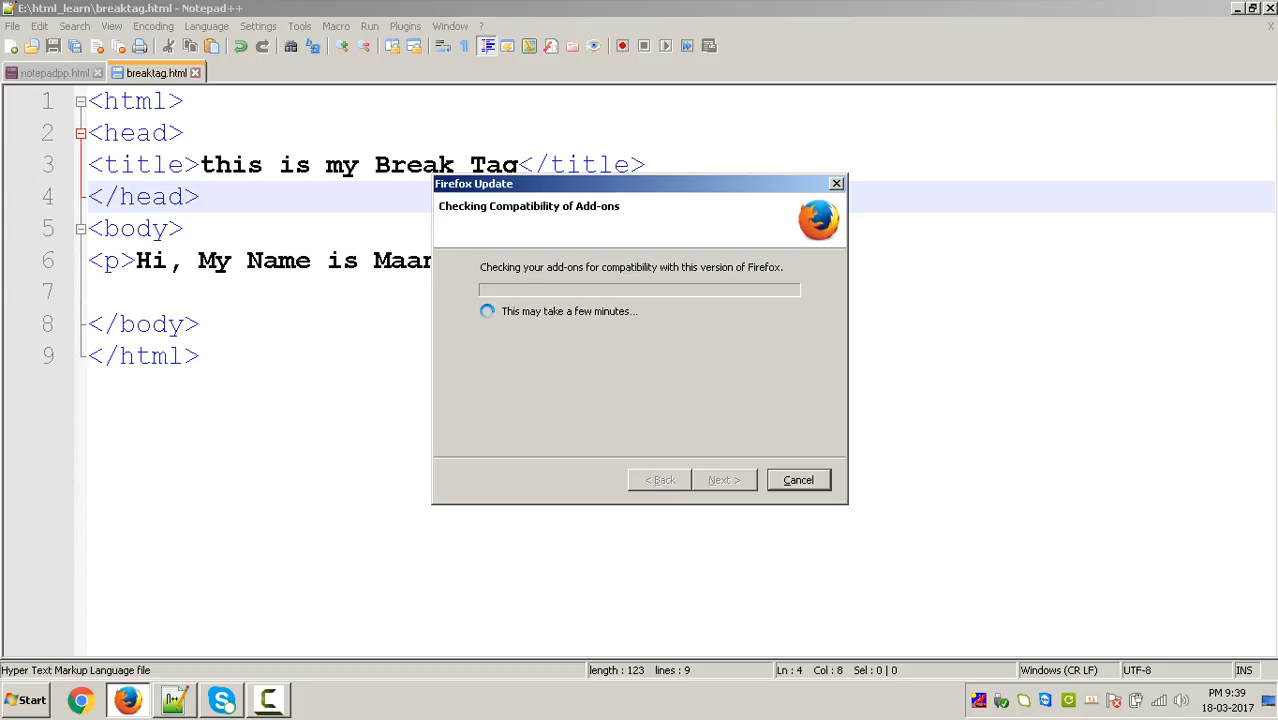 E:\html_learn\breaktag.html - Notepad++
File Edit Search View Encoding Language Settings Tools Macro Run Plugins Window ?
X
notepadpp.html breaktag.html
1 <html>
2 <head>
3 <title>this is my Break Tag</title>
4 </head>
5 <body>
6 <p>Hi, My Name is Maan
7
8 </body>
9 </html>
Firefox Update
Checking Compatibility of Add-ons
Checking your add-ons for compatibility with this version of Firefox.
This may take a few minutes...
< Back Next > Cancel
Hyper Text Markup Language file length : 123 lines : 9 Ln : 4 Col : 8 Sel : 0 | 0 Windows (CR LF) UTF-8 INS
Start
PM 9:39
18-03-2017